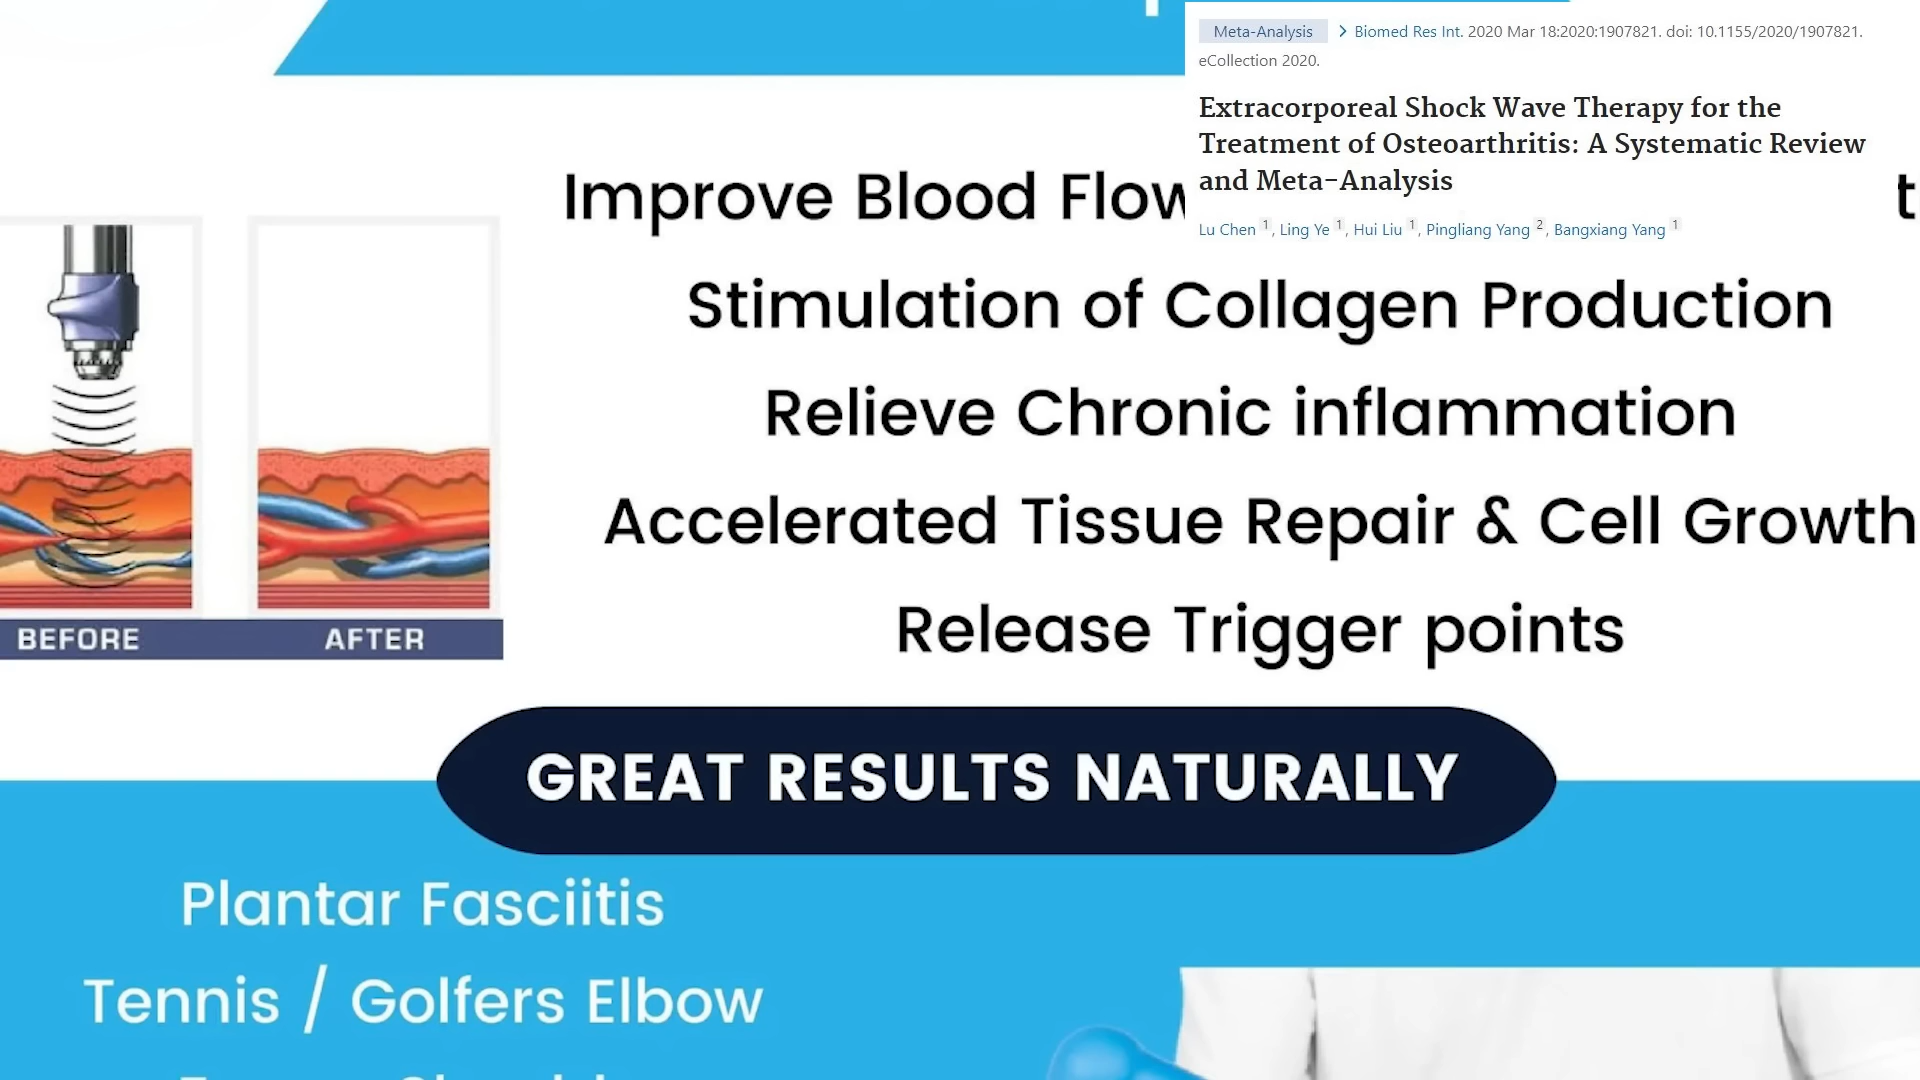 Meta-Analysis > Biomed Res Int. 2020 Mar 18:2020:1907821. doi: 10.1155/2020/1907821.
eCollection 2020.
Extracorporeal Shock Wave Therapy for the
Treatment of Osteoarthritis: A Systematic Review
and Meta-Analysis
Lu Chen 1, Ling Ye 1, Hui Liu 1, Pingliang Yang 2, Bangxiang Yang 1
Improve Blood Flow
Stimulation of Collagen Production
Relieve Chronic inflammation
Accelerated Tissue Repair & Cell Growth
Release Trigger points
BEFORE
AFTER
GREAT RESULTS NATURALLY
Plantar Fasciitis
Tennis / Golfers Elbow